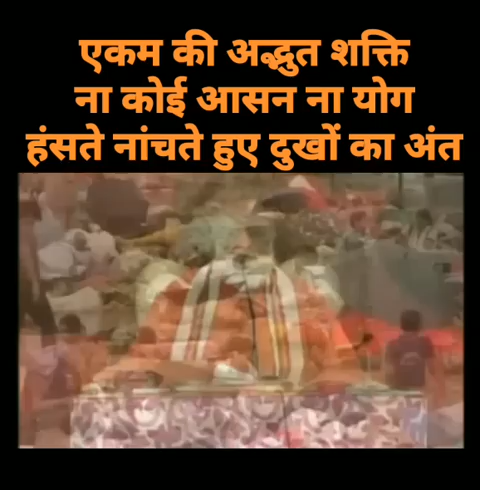 एकम की अद्भुत शक्ति
ना कोई आसन ना योग
हंसते नांचते हुए दुखों का अंत